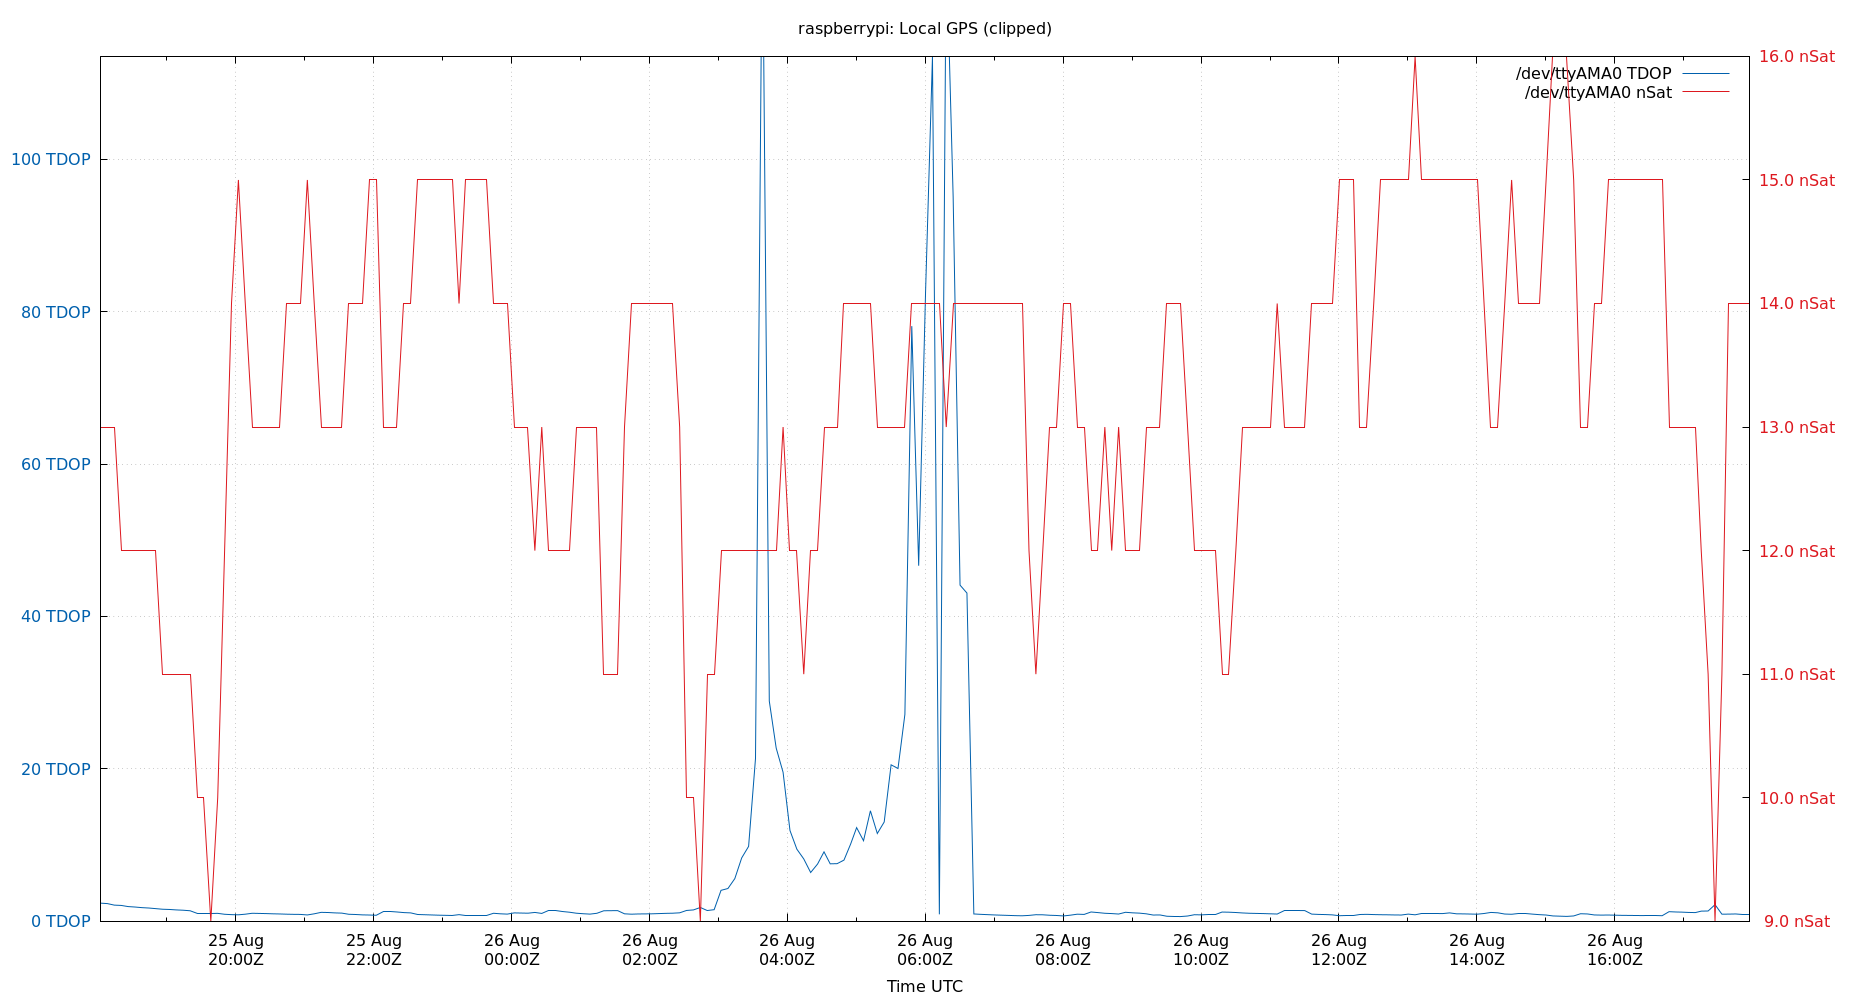 raspberrypi: Local GPS (clipped)
/dev/ttyAMA0 TDOP
/dev/ttyAMA0 nSat
100 TDOP
80 TDOP
60 TDOP
40 TDOP
20 TDOP
0 TDOP
16.0 nSat
15.0 nSat
14.0 nSat
13.0 nSat
12.0 nSat
11.0 nSat
10.0 nSat
9.0 nSat
25 Aug
20:00Z
25 Aug
22:00Z
26 Aug
00:00Z
26 Aug
02:00Z
26 Aug
04:00Z
26 Aug
06:00Z
26 Aug
08:00Z
26 Aug
10:00Z
26 Aug
12:00Z
26 Aug
14:00Z
26 Aug
16:00Z
Time UTC